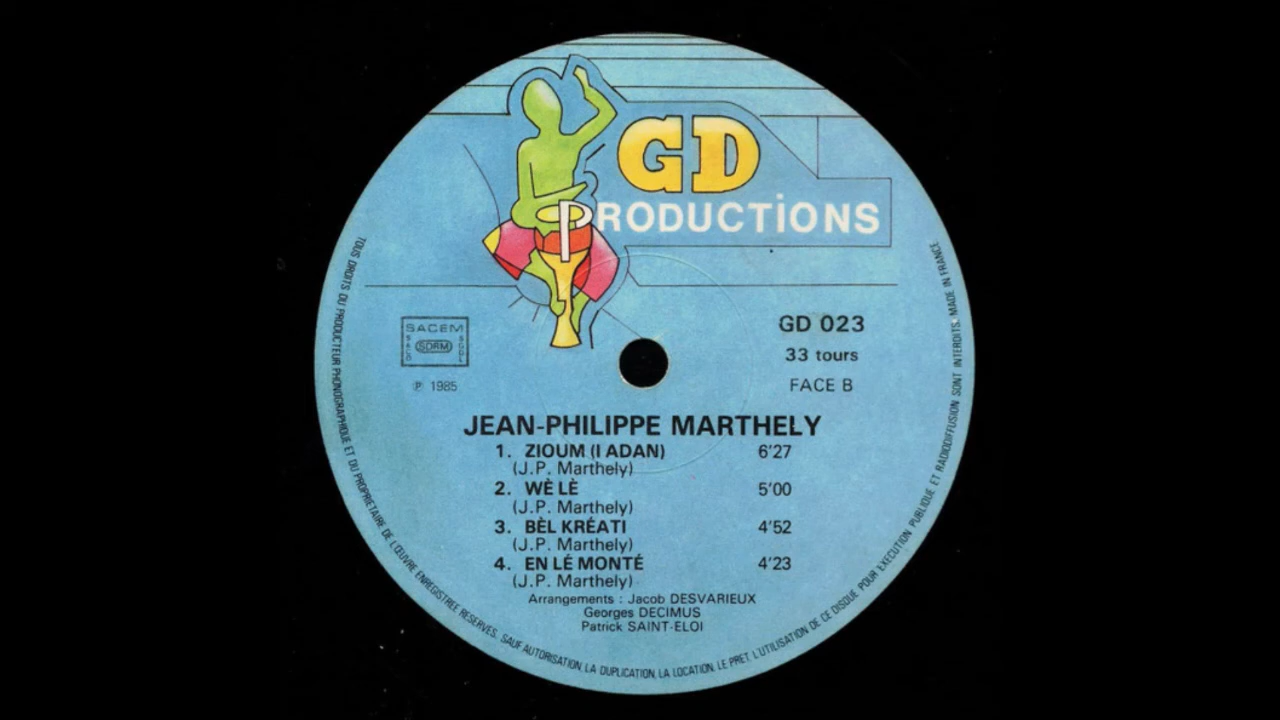 GD
PRODUCTIONS
SACEM
SACD SDRM SGDL
GD 023
33 tours
℗ 1985
FACE B
JEAN-PHILIPPE MARTHELY
1. ZIOUM (I ADAN) 6'27
(J.P. Marthely)
2. WÈ LÈ 5'00
(J.P. Marthely)
3. BÈL KRÉATI 4'52
(J.P. Marthely)
4. EN LÉ MONTÉ 4'23
(J.P. Marthely)
Arrangements : Jacob DESVARIEUX
Georges DECIMUS
Patrick SAINT-ELOI
TOUS DROITS DU PRODUCTEUR PHONOGRAPHIQUE ET DU PROPRIETAIRE DE L'ŒUVRE ENREGISTREE RESERVES. SAUF AUTORISATION, LA DUPLICATION, LA LOCATION, LE PRET, L'UTILISATION DE CE DISQUE POUR EXECUTION PUBLIQUE ET RADIODIFFUSION SONT INTERDITS. MADE IN FRANCE